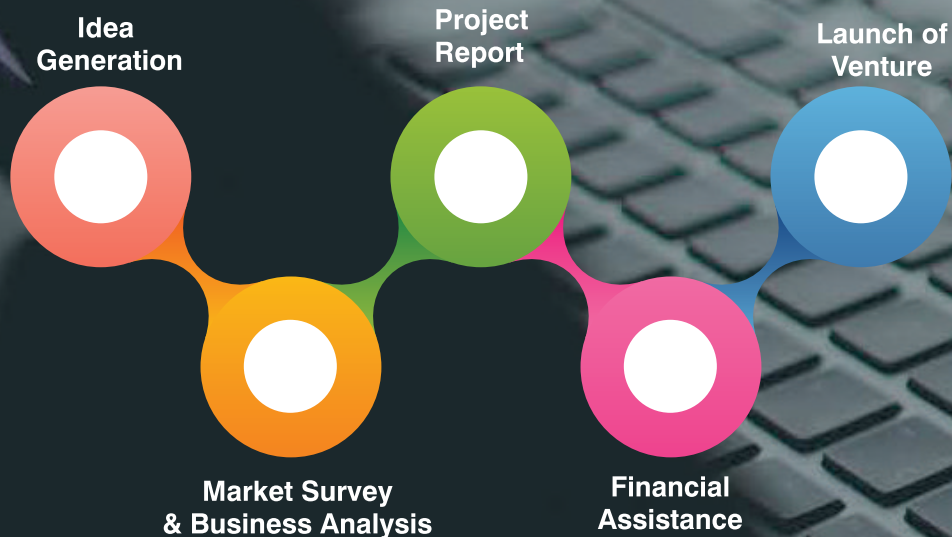 Idea
Generation
Market Survey
& Business Analysis
Project
Report
Financial
Assistance
Launch of
Venture